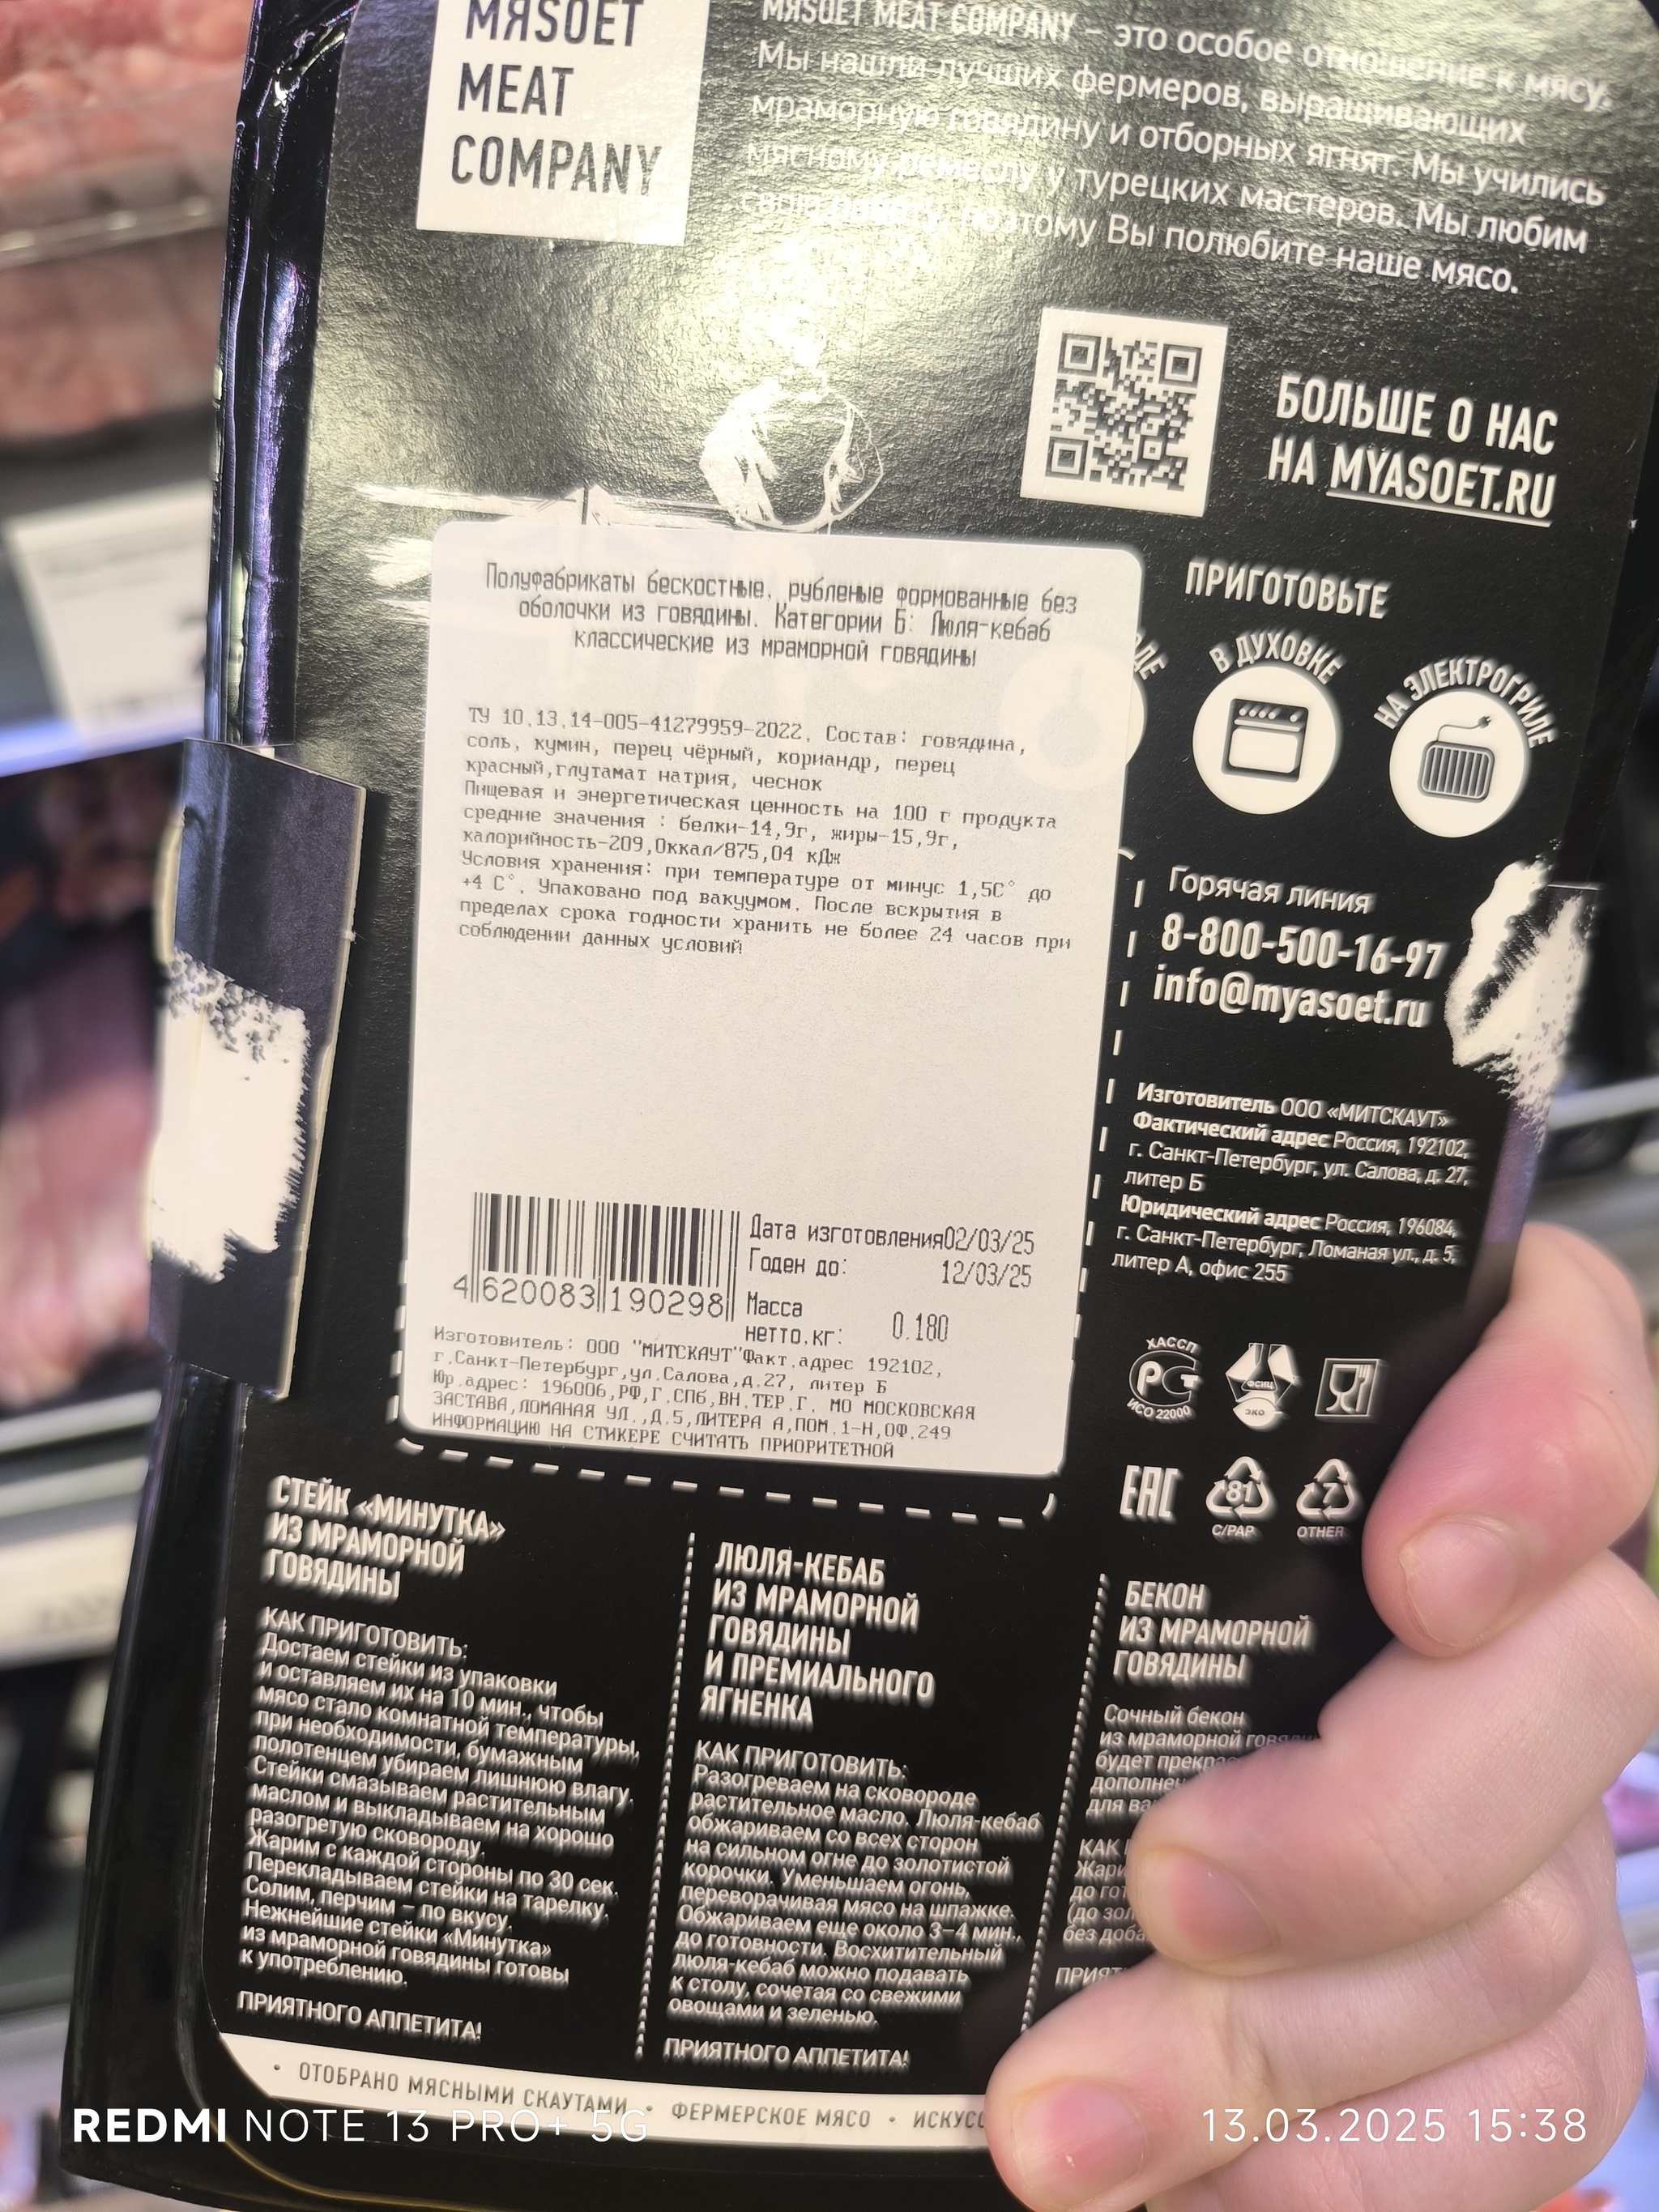 МЯSОЕТ
MEAT
COMPANY
МЯSОЕТ MEAT COMPANY – это особое отношение к мясу.
Мы нашли лучших фермеров, выращивающих
мраморную говядину и отборных ягнят. Мы учились
мясному ремеслу у турецких мастеров. Мы любим
свою работу, поэтому Вы полюбите наше мясо.
БОЛЬШЕ О НАС
НА MYASOET.RU
ПРИГОТОВЬТЕ
В ДУХОВКЕ
НА ЭЛЕКТРОГРИЛЕ
Полуфабрикаты бескостные, рубленые формованные без
оболочки из говядины. Категории Б: Люля-кебаб
классические из мраморной говядины
ТУ 10.13.14-005-41279959-2022. Состав: говядина,
соль, кумин, перец чёрный, кориандр, перец
красный,глутамат натрия, чеснок
Пищевая и энергетическая ценность на 100 г продукта
средние значения : белки-14,9г, жиры-15,9г,
калорийность-209,0ккал/875,04 кДж
Условия хранения: при температуре от минус 1,5С° до
+4 С°. Упаковано под вакуумом. После вскрытия в
пределах срока годности хранить не более 24 часов при
соблюдении данных условий
Дата изготовления02/03/25
Годен до: 12/03/25
Масса
нетто,кг: 0.180
4 620083 190298
Изготовитель: ООО "МИТСКАУТ"Факт.адрес 192102,
г.Санкт-Петербург,ул.Салова,д.27, литер Б
Юр.адрес: 196006,РФ,Г.СПб,ВН.ТЕР.Г. МО МОСКОВСКАЯ
ЗАСТАВА,ЛОМАНАЯ УЛ.,Д.5,ЛИТЕРА А,ПОМ.1-Н,ОФ.249
ИНФОРМАЦИЮ НА СТИКЕРЕ СЧИТАТЬ ПРИОРИТЕТНОЙ
Горячая линия
8-800-500-16-97
info@myasoet.ru
Изготовитель ООО «МИТСКАУТ»
Фактический адрес Россия, 192102,
г. Санкт-Петербург, ул. Салова, д. 27,
литер Б
Юридический адрес Россия, 196084,
г. Санкт-Петербург, Ломаная ул., д. 5,
литер А, офис 255
ХАССП
РСТ
ИСО 22000
ФСИЦ
ЭКО
EAC
81
C/PAP
7
OTHER
СТЕЙК «МИНУТКА»
ИЗ МРАМОРНОЙ
ГОВЯДИНЫ
КАК ПРИГОТОВИТЬ:
Достаем стейки из упаковки
и оставляем их на 10 мин., чтобы
мясо стало комнатной температуры,
при необходимости, бумажным
полотенцем убираем лишнюю влагу.
Стейки смазываем растительным
маслом и выкладываем на хорошо
разогретую сковороду.
Жарим с каждой стороны по 30 сек.
Перекладываем стейки на тарелку.
Солим, перчим – по вкусу.
Нежнейшие стейки «Минутка»
из мраморной говядины готовы
к употреблению.
ПРИЯТНОГО АППЕТИТА!
ЛЮЛЯ-КЕБАБ
ИЗ МРАМОРНОЙ
ГОВЯДИНЫ
И ПРЕМИАЛЬНОГО
ЯГНЕНКА
КАК ПРИГОТОВИТЬ:
Разогреваем на сковороде
растительное масло. Люля-кебаб
обжариваем со всех сторон
на сильном огне до золотистой
корочки. Уменьшаем огонь,
переворачивая мясо на шпажке.
Обжариваем еще около 3–4 мин.,
до готовности. Восхитительный
люля-кебаб можно подавать
к столу, сочетая со свежими
овощами и зеленью.
ПРИЯТНОГО АППЕТИТА!
БЕКОН
ИЗ МРАМОРНОЙ
ГОВЯДИНЫ
Сочный бекон
из мраморной
будет
для
КАК
до
(до
без
• ОТОБРАНО МЯСНЫМИ СКАУТАМИ • ФЕРМЕРСКОЕ МЯСО •
REDMI NOTE 13 PRO+ 5G
13.03.2025 15:38